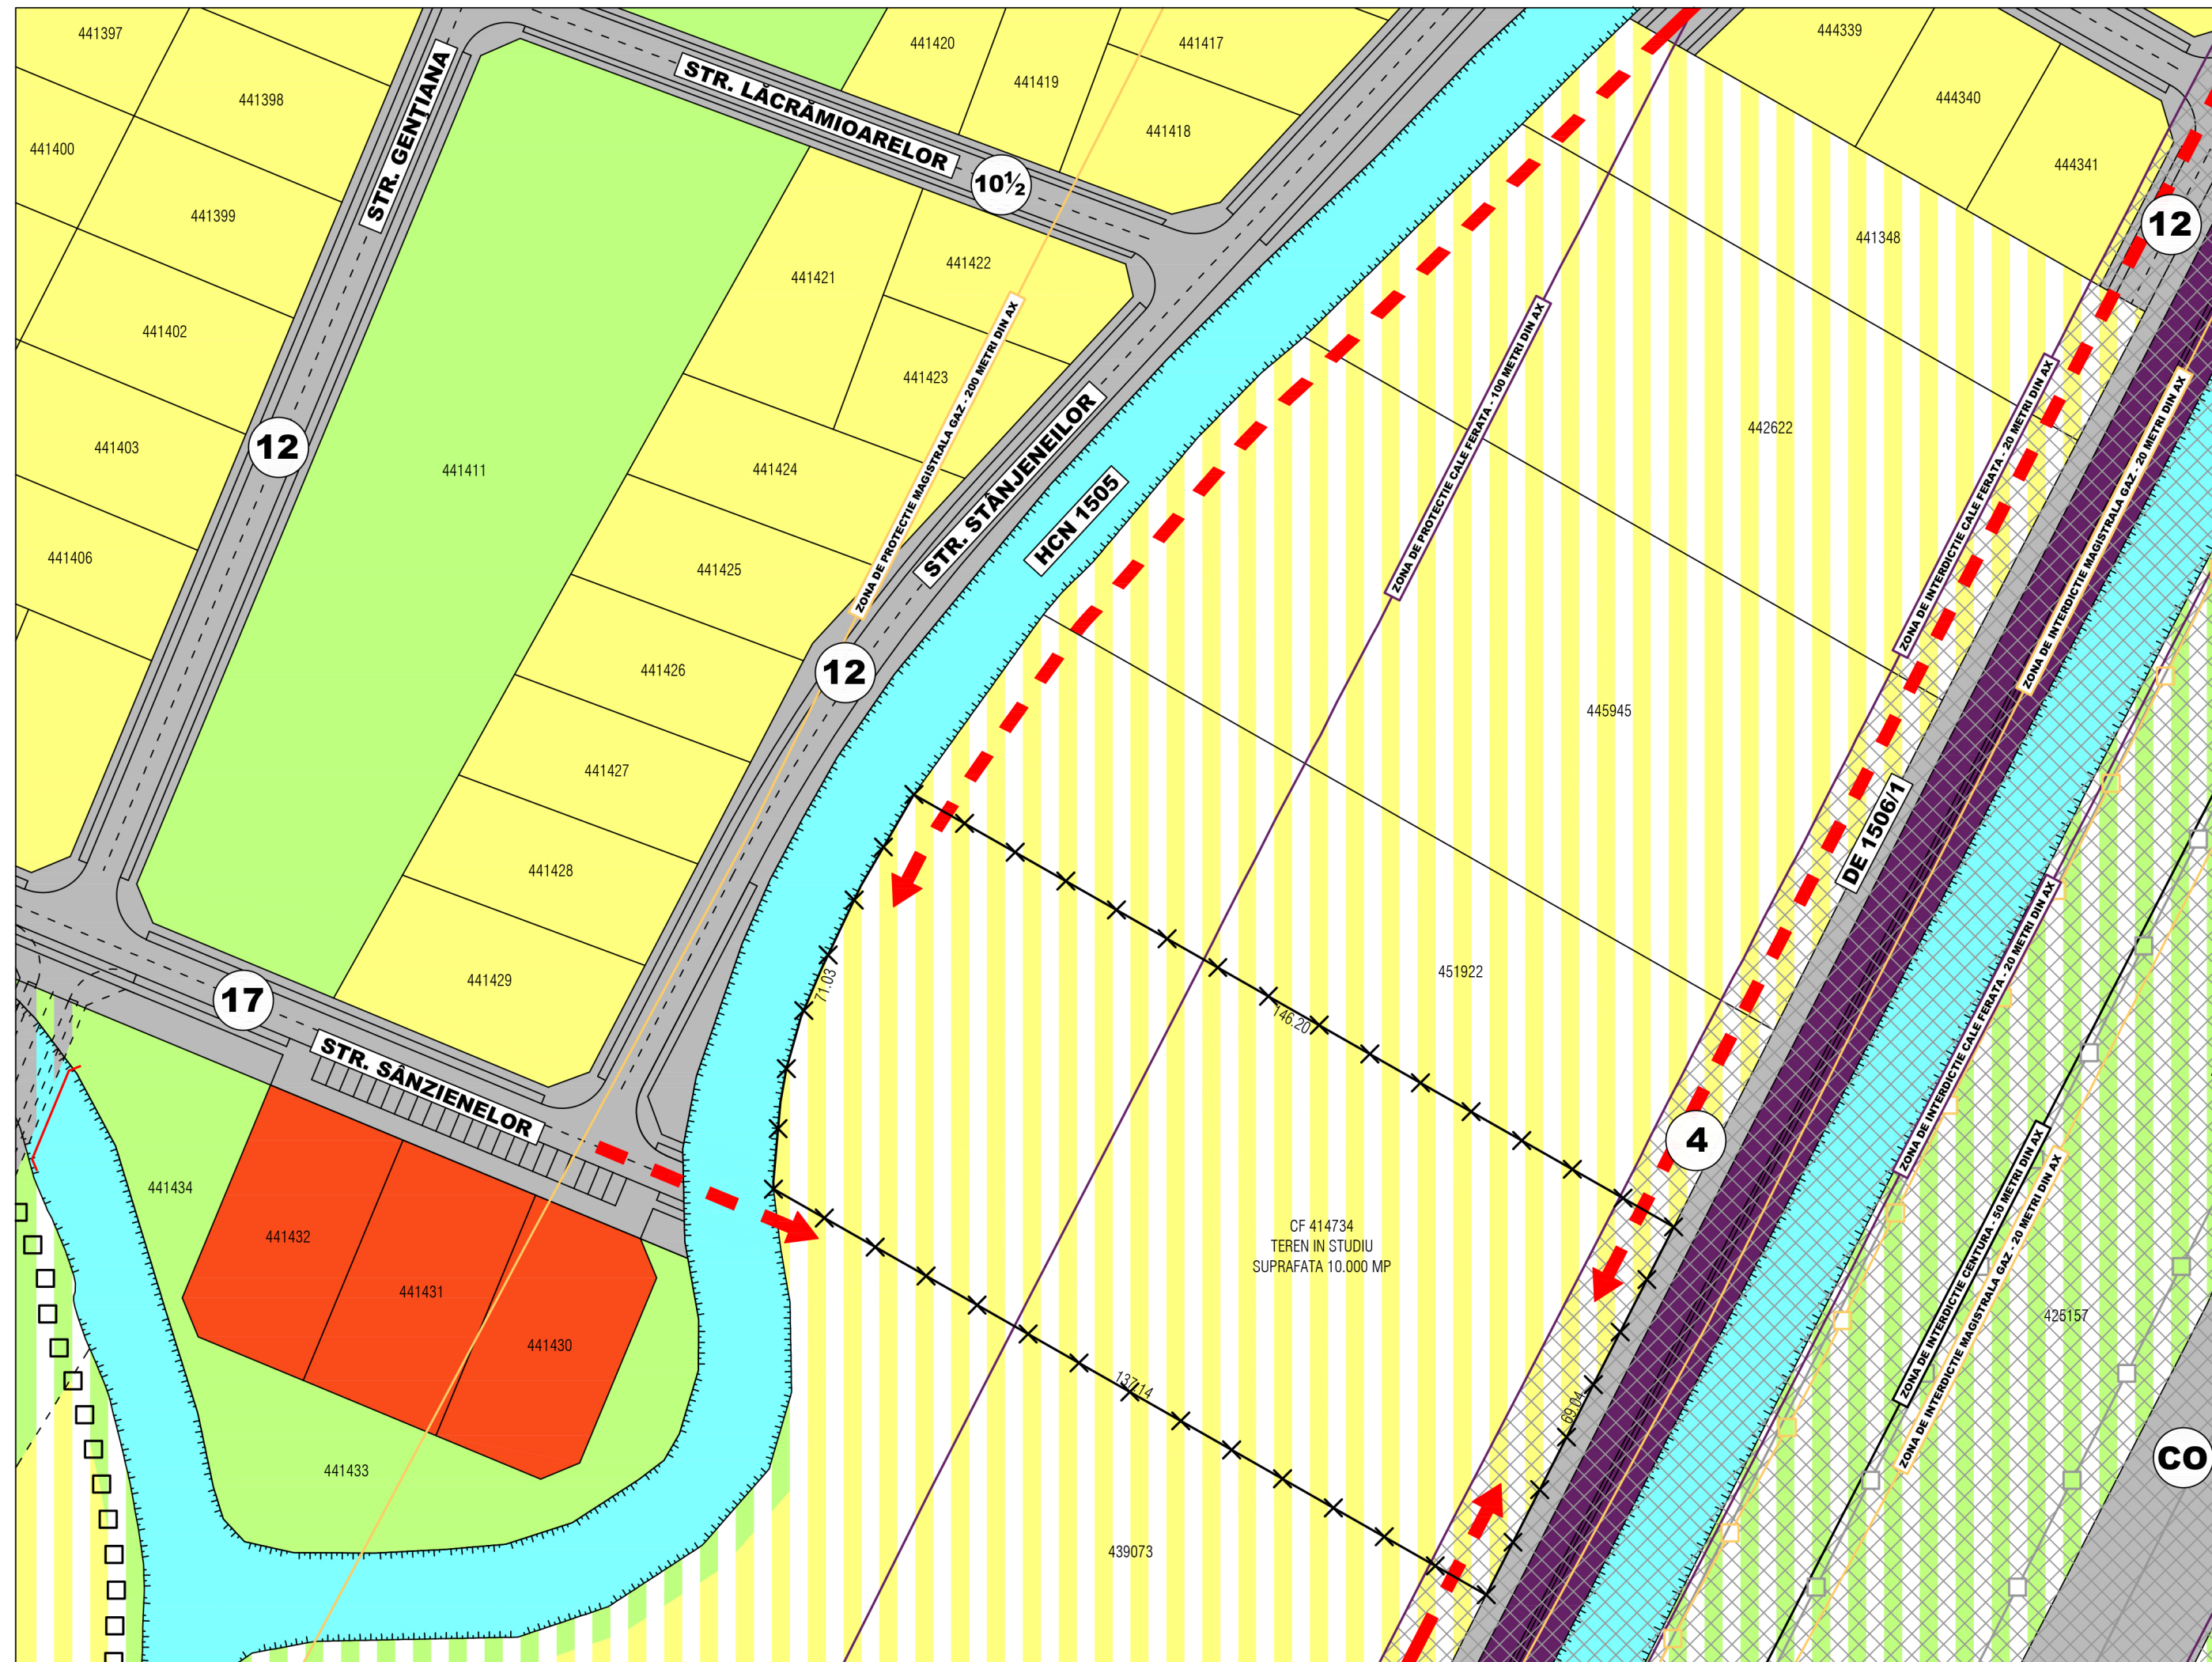 441397
441398
441400
441399
441402
441403
441406
STR. GENȚIANA
12
441411
STR. LĂCRĂMIOARELOR
10½
441420
441419
441417
441418
441421
441422
441423
441424
441425
441426
441427
441428
441429
ZONA DE PROTECTIE MAGISTRALA GAZ - 200 METRI DIN AX
STR. STÂNJENEILOR
12
HCN 1505
ZONA DE PROTECTIE CALE FERATA - 100 METRI DIN AX
444339
444340
444341
12
441348
442622
445945
451922
ZONA DE INTERDICTIE CALE FERATA - 20 METRI DIN AX
ZONA DE INTERDICTIE MAGISTRALA GAZ - 20 METRI DIN AX
DE 1506/1
4
17
STR. SÂNZIENELOR
441434
441432
441431
441430
441433
71.03
146.20
137.14
69.04
CF 414734
TEREN IN STUDIU
SUPRAFATA 10.000 MP
439073
ZONA DE INTERDICTIE CALE FERATA - 20 METRI DIN AX
ZONA DE INTERDICTIE CENTURA - 50 METRI DIN AX
ZONA DE INTERDICTIE MAGISTRALA GAZ - 20 METRI DIN AX
425157
CO